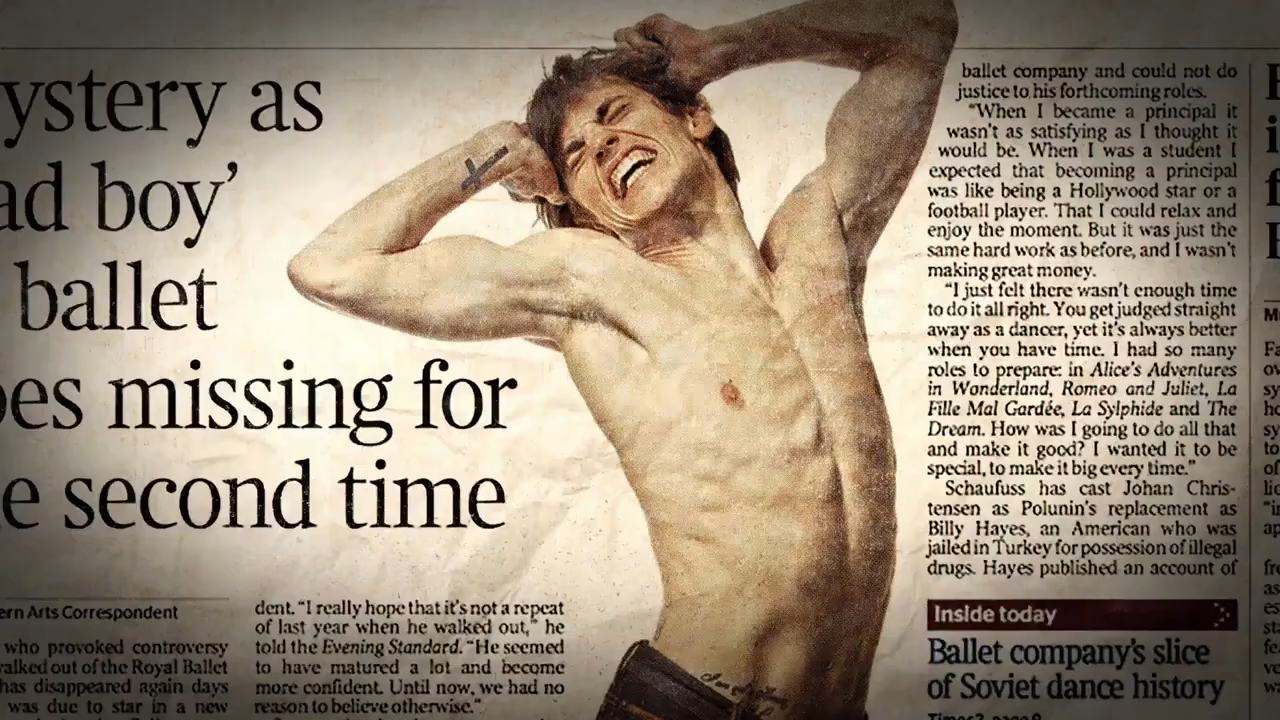 ystery as
ad boy'
ballet
oes missing for
e second time
ern Arts Correspondent
who provoked controversy
walked out of the Royal Ballet
has disappeared again days
was due to star in a new
dent. "I really hope that it's not a repeat
of last year when he walked out," he
told the Evening Standard. "He seemed
to have matured a lot and become
more confident. Until now, we had no
reason to believe otherwise."
ballet company and could not do
justice to his forthcoming roles.
"When I became a principal it
wasn't as satisfying as I thought it
would be. When I was a student I
expected that becoming a principal
was like being a Hollywood star or a
football player. That I could relax and
enjoy the moment. But it was just the
same hard work as before, and I wasn't
making great money.
"I just felt there wasn't enough time
to do it all right. You get judged straight
away as a dancer, yet it's always better
when you have time. I had so many
roles to prepare: in Alice's Adventures
in Wonderland, Romeo and Juliet, La
Fille Mal Gardée, La Sylphide and The
Dream. How was I going to do all that
and make it good? I wanted it to be
special, to make it big every time."
Schaufuss has cast Johan Chris-
tensen as Polunin's replacement as
Billy Hayes, an American who was
jailed in Turkey for possession of illegal
drugs. Hayes published an account of
Inside today
Ballet company's slice
of Soviet dance history
Times2, page 9